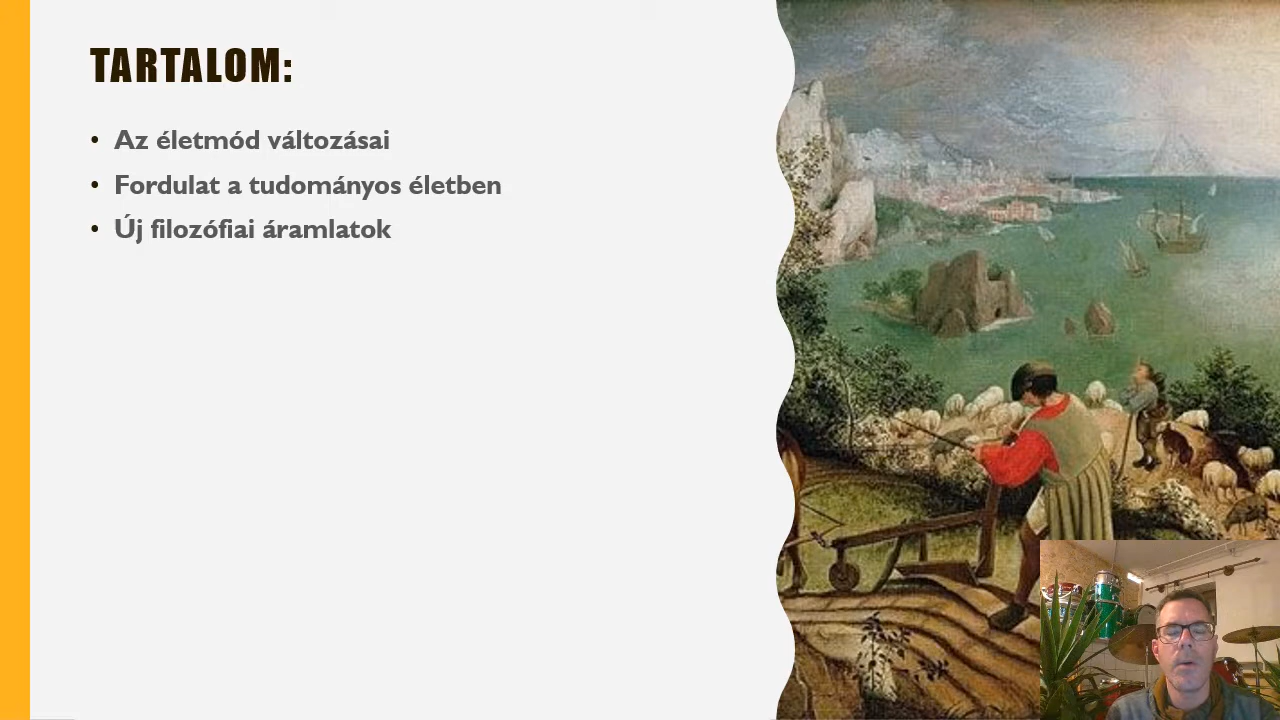 TARTALOM:
• Az életmód változásai
• Fordulat a tudományos életben
• Új filozófiai áramlatok